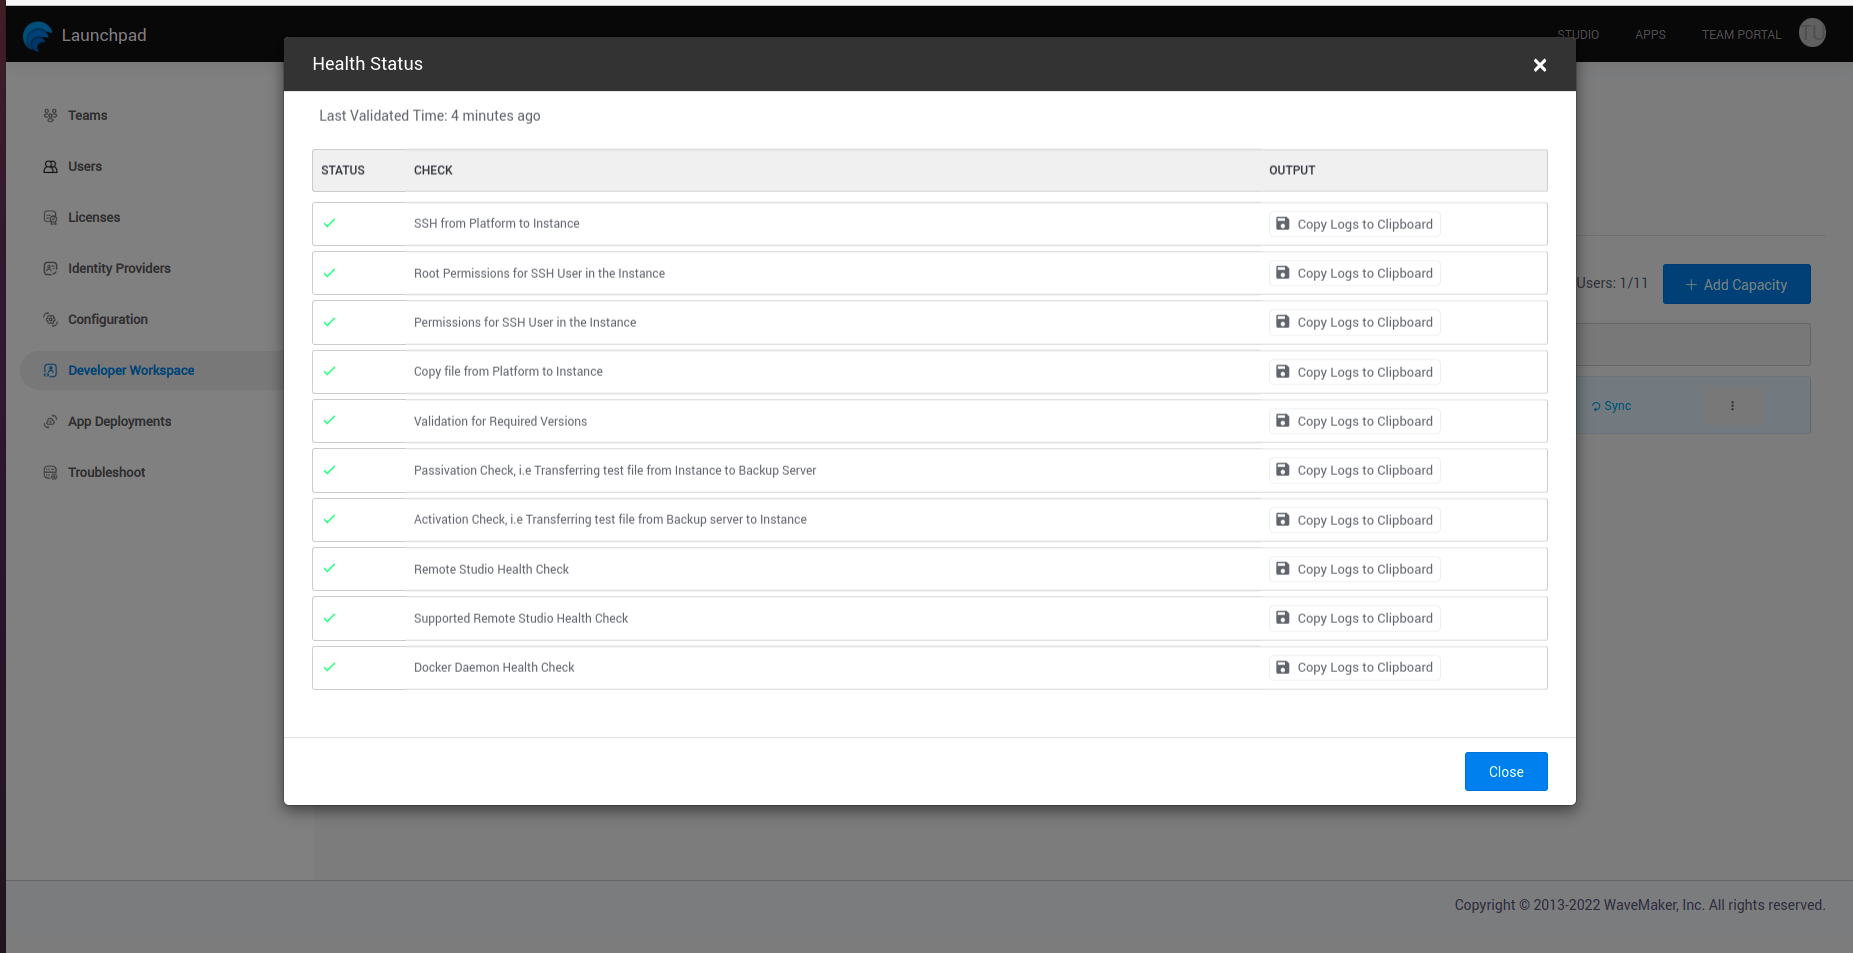 Launchpad
STUDIO
APPS
TEAM PORTAL
TU
Health Status
Last Validated Time: 4 minutes ago
Teams
Users
Licenses
Identity Providers
Configuration
Developer Workspace
App Deployments
Troubleshoot
STATUS CHECK OUTPUT
SSH from Platform to Instance Copy Logs to Clipboard
Root Permissions for SSH User in the Instance Copy Logs to Clipboard
Permissions for SSH User in the Instance Copy Logs to Clipboard
Copy file from Platform to Instance Copy Logs to Clipboard
Validation for Required Versions Copy Logs to Clipboard
Passivation Check, i.e Transferring test file from Instance to Backup Server Copy Logs to Clipboard
Activation Check, i.e Transferring test file from Backup server to Instance Copy Logs to Clipboard
Remote Studio Health Check Copy Logs to Clipboard
Supported Remote Studio Health Check Copy Logs to Clipboard
Docker Daemon Health Check Copy Logs to Clipboard
Close
Users: 1/11
+ Add Capacity
Sync
Copyright © 2013-2022 WaveMaker, Inc. All rights reserved.